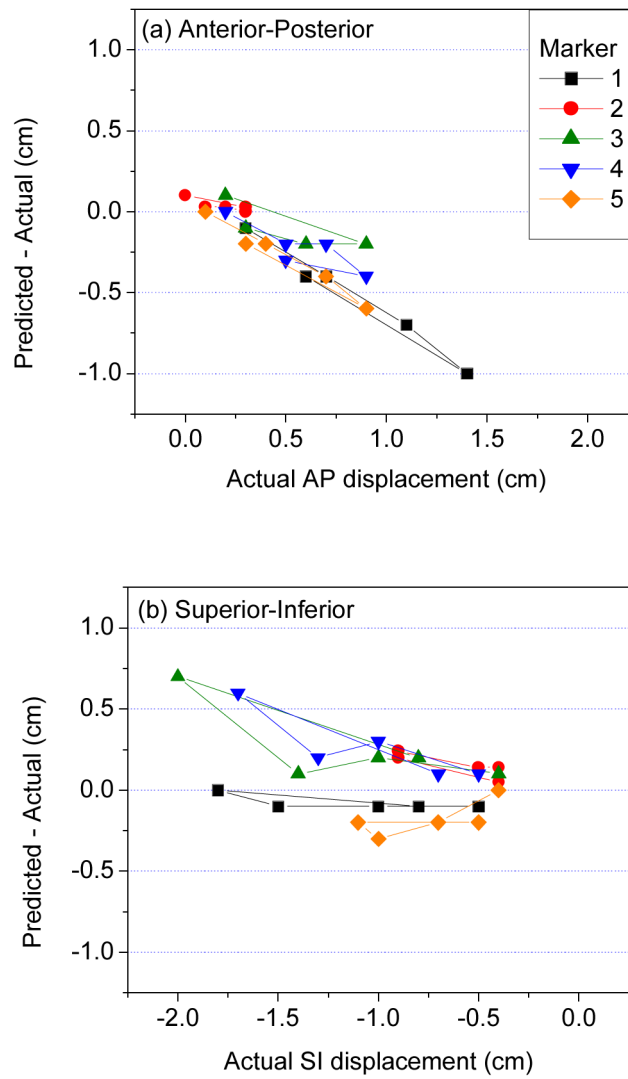 (a) Anterior-Posterior
Marker
1
2
3
4
5
1.0
0.5
0.0
-0.5
-1.0
Predicted - Actual (cm)
0.0 0.5 1.0 1.5 2.0
Actual AP displacement (cm)
(b) Superior-Inferior
1.0
0.5
0.0
-0.5
-1.0
Predicted - Actual (cm)
-2.0 -1.5 -1.0 -0.5 0.0
Actual SI displacement (cm)